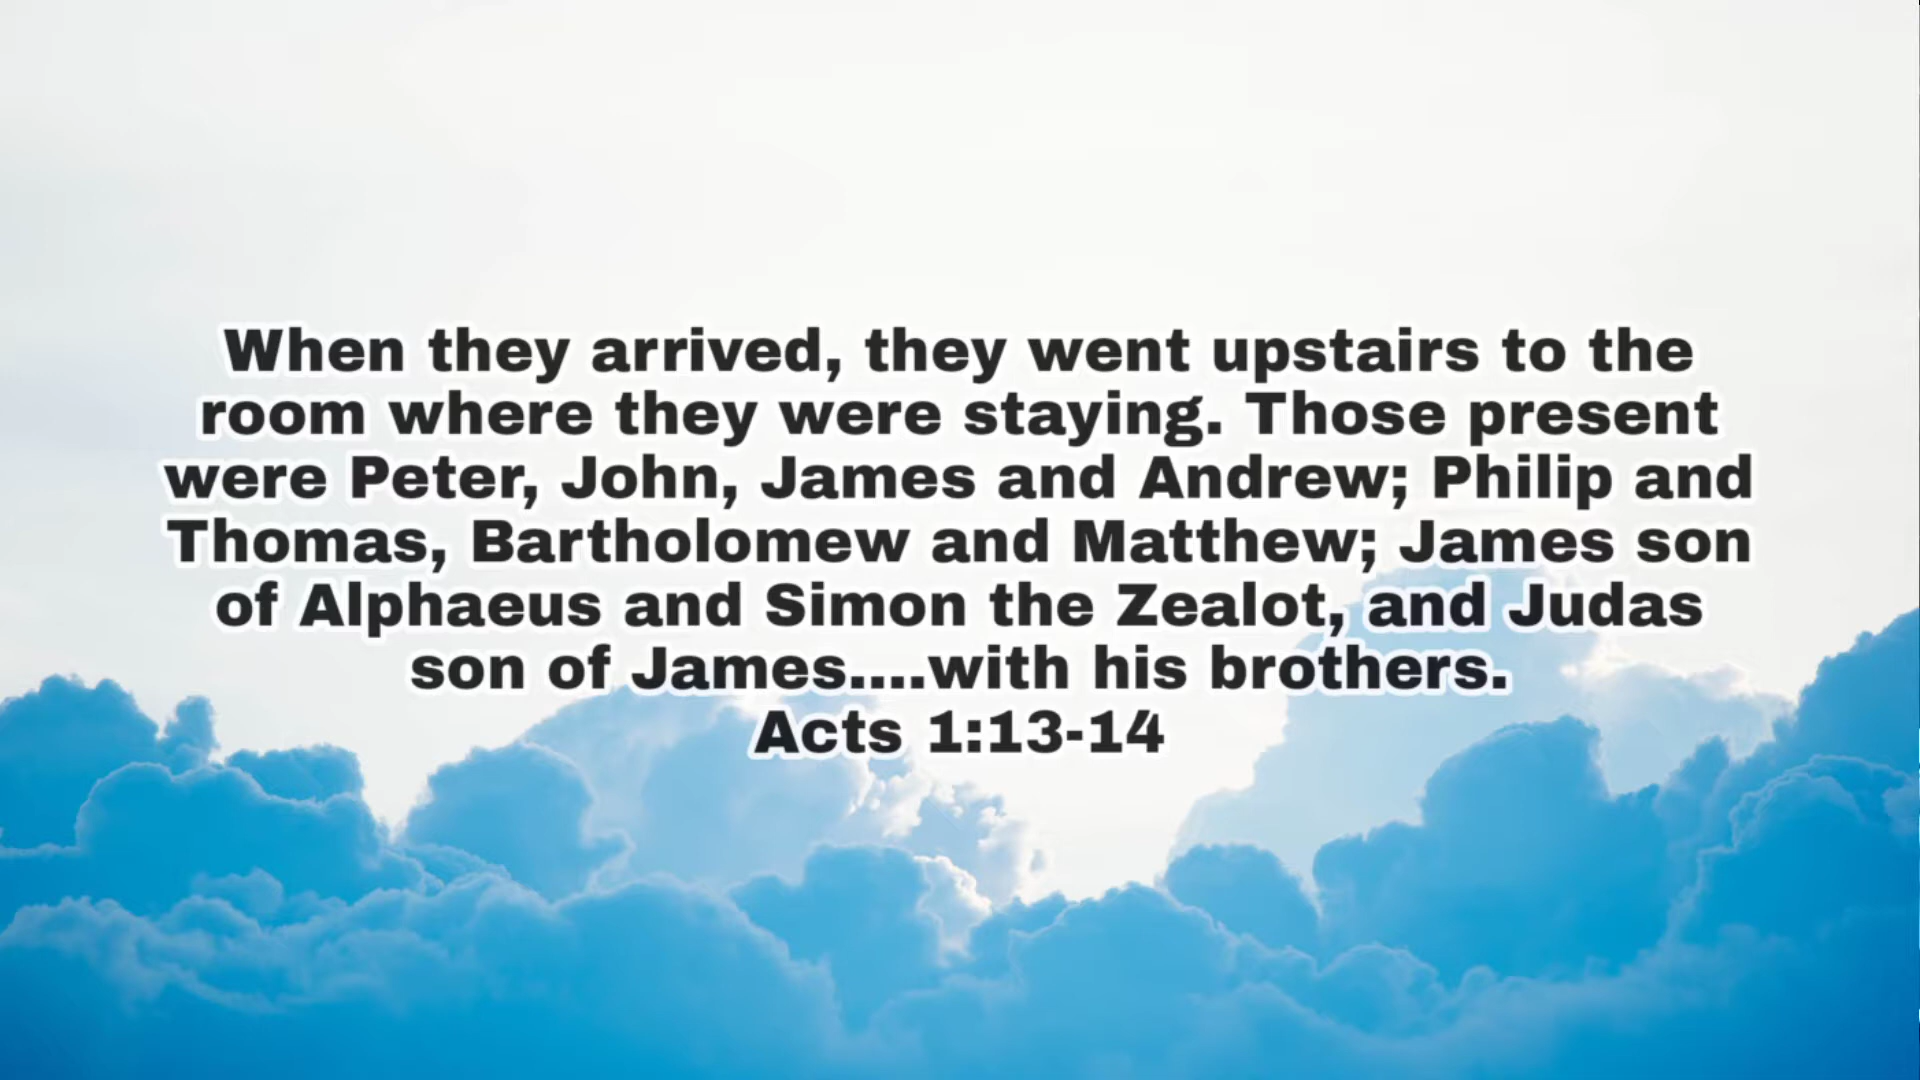 When they arrived, they went upstairs to the
room where they were staying. Those present
were Peter, John, James and Andrew; Philip and
Thomas, Bartholomew and Matthew; James son
of Alphaeus and Simon the Zealot, and Judas
son of James....with his brothers.
Acts 1:13-14